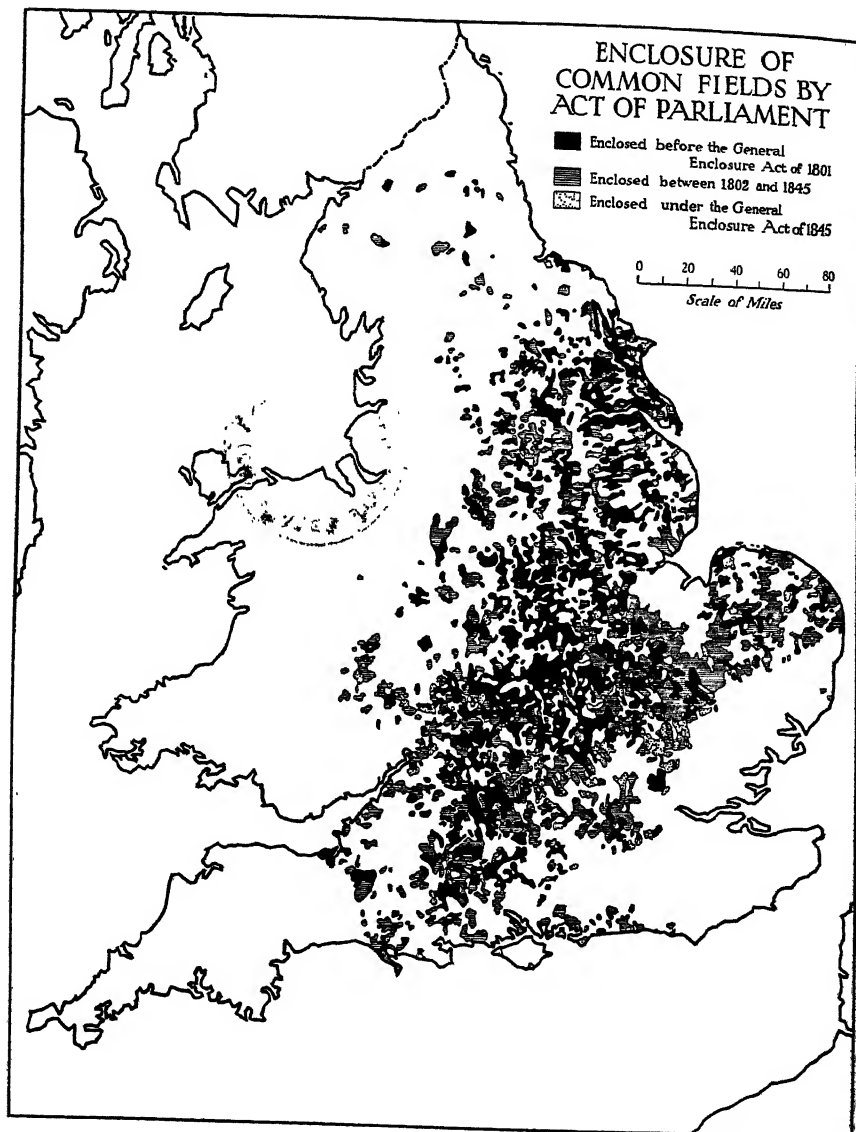 ENCLOSURE OF
COMMON FIELDS BY
ACT OF PARLIAMENT
Enclosed before the General
Enclosure Act of 1801
Enclosed between 1802 and 1845
Enclosed under the General
Enclosure Act of 1845
0 20 40 60 80
Scale of Miles